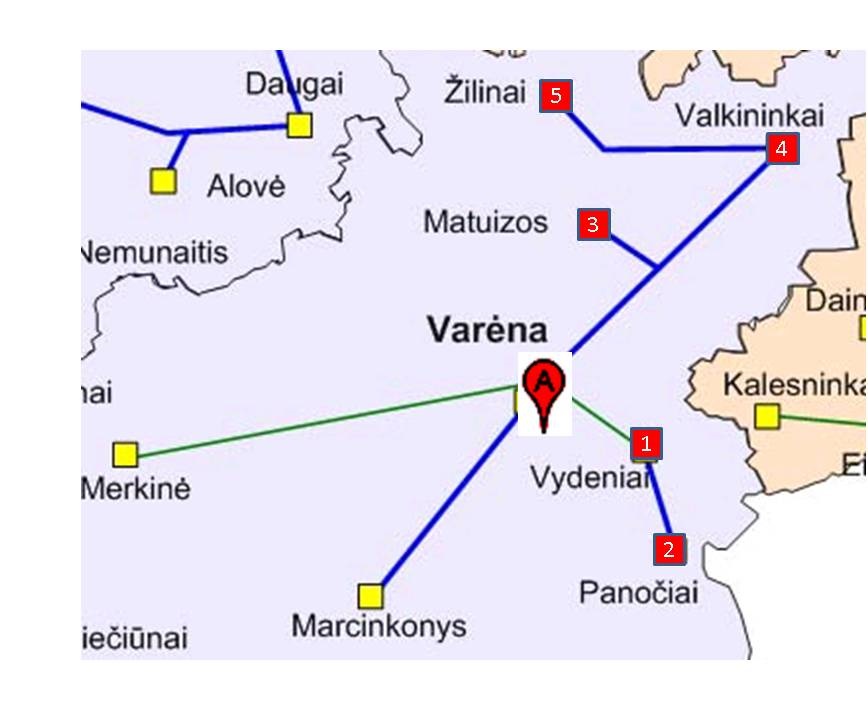 Daugai
Žilinai
5
Valkininkai
4
Alovė
Matuizos
3
Nemunaitis
Dain
Varėna
A
nai
Kalesninka
Merkinė
1
Vydeniai
Et
2
Panočiai
Marcinkonys
iečiūnai